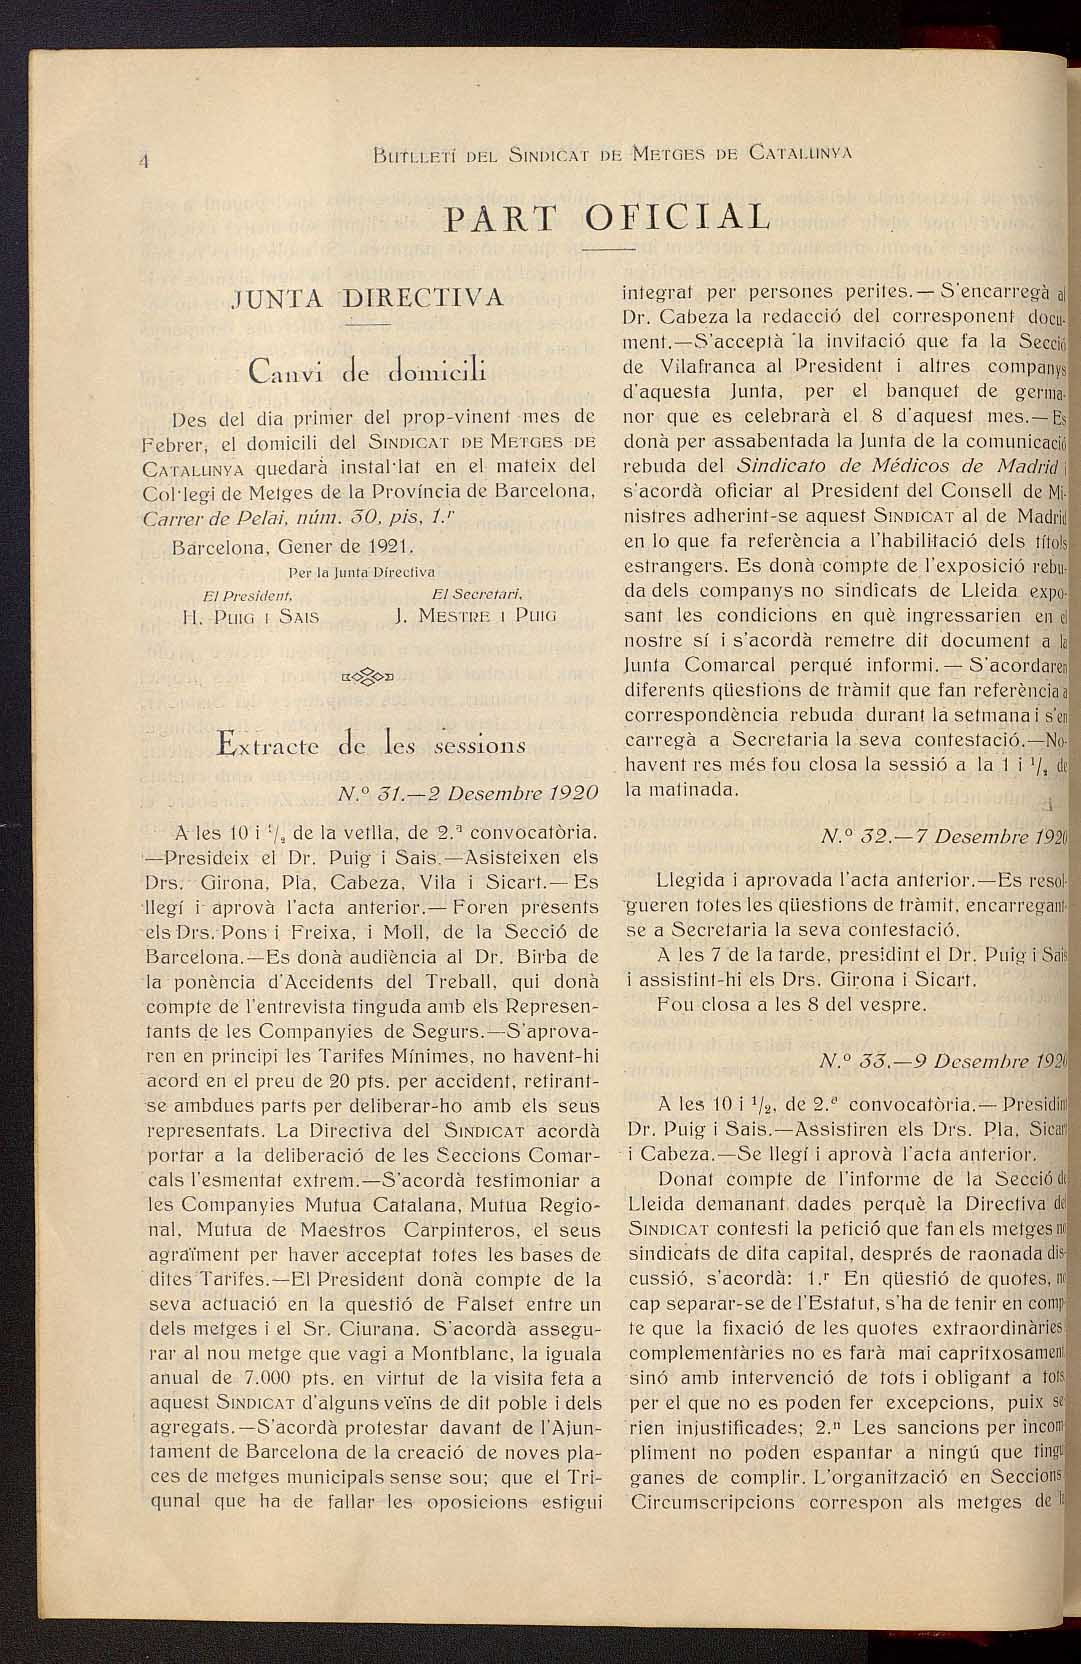 4
Butlletí del Sindicat de Metges de Catalunya
PART OFICIAL
JUNTA DIRECTIVA
Canvi de domicili
Des del dia primer del prop-vinent mes de
Febrer, el domicili del Sindicat de Metges de
Catalunya quedarà instal·lat en el mateix del
Col·legi de Metges de la Província de Barcelona,
Carrer de Pelai, núm. 30, pis, 1.r
Barcelona, Gener de 1921.
Per la Junta Directiva
El President, El Secretari,
H. Puig i Sais J. Mestre i Puig
Extracte de les sessions
N.º 31.—2 Desembre 1920
A les 10 i 1/2 de la vetlla, de 2.ª convocatòria.
—Presideix el Dr. Puig i Sais.—Asisteixen els
Drs. Girona, Pla, Cabeza, Vila i Sicart.—Es
llegí i aprovà l'acta anterior.—Foren presents
els Drs. Pons i Freixa, i Moll, de la Secció de
Barcelona.—Es donà audiència al Dr. Birba de
la ponència d'Accidents del Treball, qui donà
compte de l'entrevista tinguda amb els Represen-
tants de les Companyies de Segurs.—S'aprova-
ren en principi les Tarifes Mínimes, no havent-hi
acord en el preu de 20 pts. per accident, retirant-
se ambdues parts per deliberar-ho amb els seus
representats. La Directiva del Sindicat acordà
portar a la deliberació de les Seccions Comar-
cals l'esmentat extrem.—S'acordà testimoniar a
les Companyies Mutua Catalana, Mutua Regio-
nal, Mutua de Maestros Carpinteros, el seus
agraïment per haver acceptat totes les bases de
dites Tarifes.—El President donà compte de la
seva actuació en la questió de Falset entre un
dels metges i el Sr. Ciurana. S'acordà assegu-
rar al nou metge que vagi a Montblanc, la iguala
anual de 7.000 pts. en virtut de la visita feta a
aquest Sindicat d'alguns veïns de dit poble i dels
agregats.—S'acordà protestar davant de l'Ajun-
tament de Barcelona de la creació de noves pla-
ces de metges municipals sense sou; que el Tri-
qunal que ha de fallar les oposicions estigui
integrat per persones perites.—S'encarregà al
Dr. Cabeza la redacció del corresponent docu-
ment.—S'acceptà la invitació que fa la Secció
de Vilafranca al President i altres companys
d'aquesta Junta, per el banquet de germa-
nor que es celebrarà el 8 d'aquest mes.—Es
donà per assabentada la Junta de la comunicació
rebuda del Sindicato de Médicos de Madrid i
s'acordà oficiar al President del Consell de Mi-
nistres adherint-se aquest Sindicat al de Madrid
en lo que fa referència a l'habilitació dels títols
estrangers. Es donà compte de l'exposició rebu-
da dels companys no sindicats de Lleida expo-
sant les condicions en què ingressarien en el
nostre sí i s'acordà remetre dit document a la
Junta Comarcal perqué informi.—S'acordaren
diferents qüestions de tràmit que fan referència a
correspondència rebuda durant la setmana i s'en
carregà a Secretaria la seva contestació.—No-
havent res més fou closa la sessió a la 1 i 1/2 de
la matinada.
N.º 32.—7 Desembre 1920
Llegida i aprovada l'acta anterior.—Es resol-
gueren totes les qüestions de tràmit, encarregant-
se a Secretaria la seva contestació.
A les 7 de la tarde, presidint el Dr. Puig i Sais
i assistint-hi els Drs. Girona i Sicart.
Fou closa a les 8 del vespre.
N.º 33.—9 Desembre 1920
A les 10 i 1/2, de 2.ª convocatòria.—Presidint
Dr. Puig i Sais.—Assistiren els Drs. Pla, Sicart
i Cabeza.—Se llegí i aprovà l'acta anterior.
Donat compte de l'informe de la Secció de
Lleida demanant dades perquè la Directiva del
Sindicat contesti la petició que fan els metges no
sindicàts de dita capital, després de raonada dis-
cussió, s'acordà: 1.r En qüestió de quotes, no
cap separar-se de l'Estatut, s'ha de tenir en comp-
te que la fixació de les quotes extraordinàries i
complementàries no es farà mai capritxosament,
sinó amb intervenció de tots i obligant a tots,
per el que no es poden fer excepcions, puix se-
rien injustificades; 2.n Les sancions per incom-
pliment no poden espantar a ningú que tingui
ganes de complir. L'organització en Seccions i
Circumscripcions correspon als metges de la